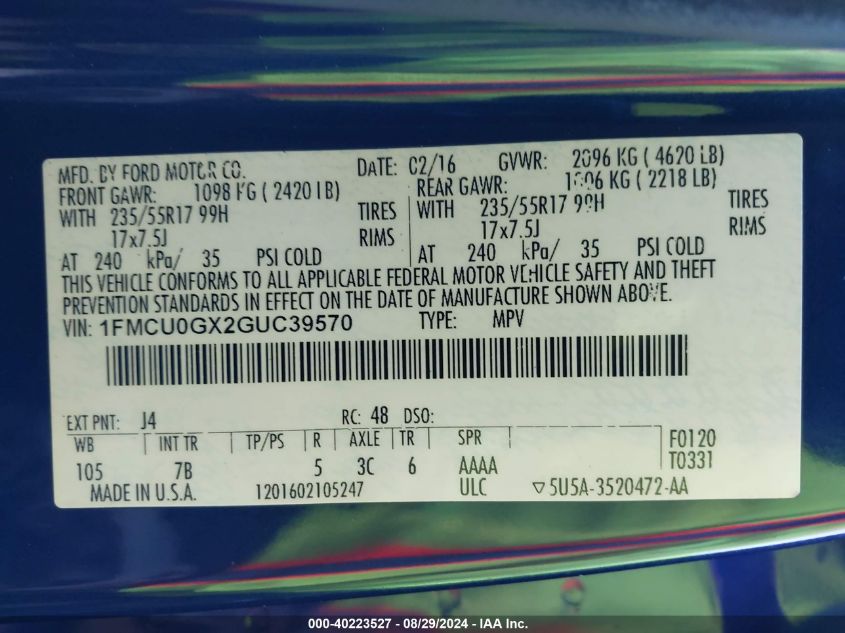 MFD. BY FORD MOTOR CO. DATE: 02/16 GVWR: 2096 KG ( 4620 LB)
FRONT GAWR: 1098 KG ( 2420 LB) REAR GAWR: KG ( 2218 LB)
WITH 235/55R17 99H TIRES WITH 235/55R17 99H TIRES
17x7.5J RIMS 17x7.5J RIMS
AT 240 kPa/ 35 PSI COLD AT 240 kPa/ 35 PSI COLD
THIS VEHICLE CONFORMS TO ALL APPLICABLE FEDERAL MOTOR VEHICLE SAFETY AND THEFT
PREVENTION STANDARDS IN EFFECT ON THE DATE OF MANUFACTURE SHOWN ABOVE.
VIN: 1FMCU0GX2GUC39570 TYPE: MPV
EXT PNT: J4 RC: 48 DSO:
WB INT TR TP/PS R AXLE TR SPR F0120
105 7B 5 3C 6 AAAA T0331
MADE IN U.S.A. 1201602105247 ULC ▽5U5A-3520472-AA
000-40223527 - 08/29/2024 - IAA Inc.